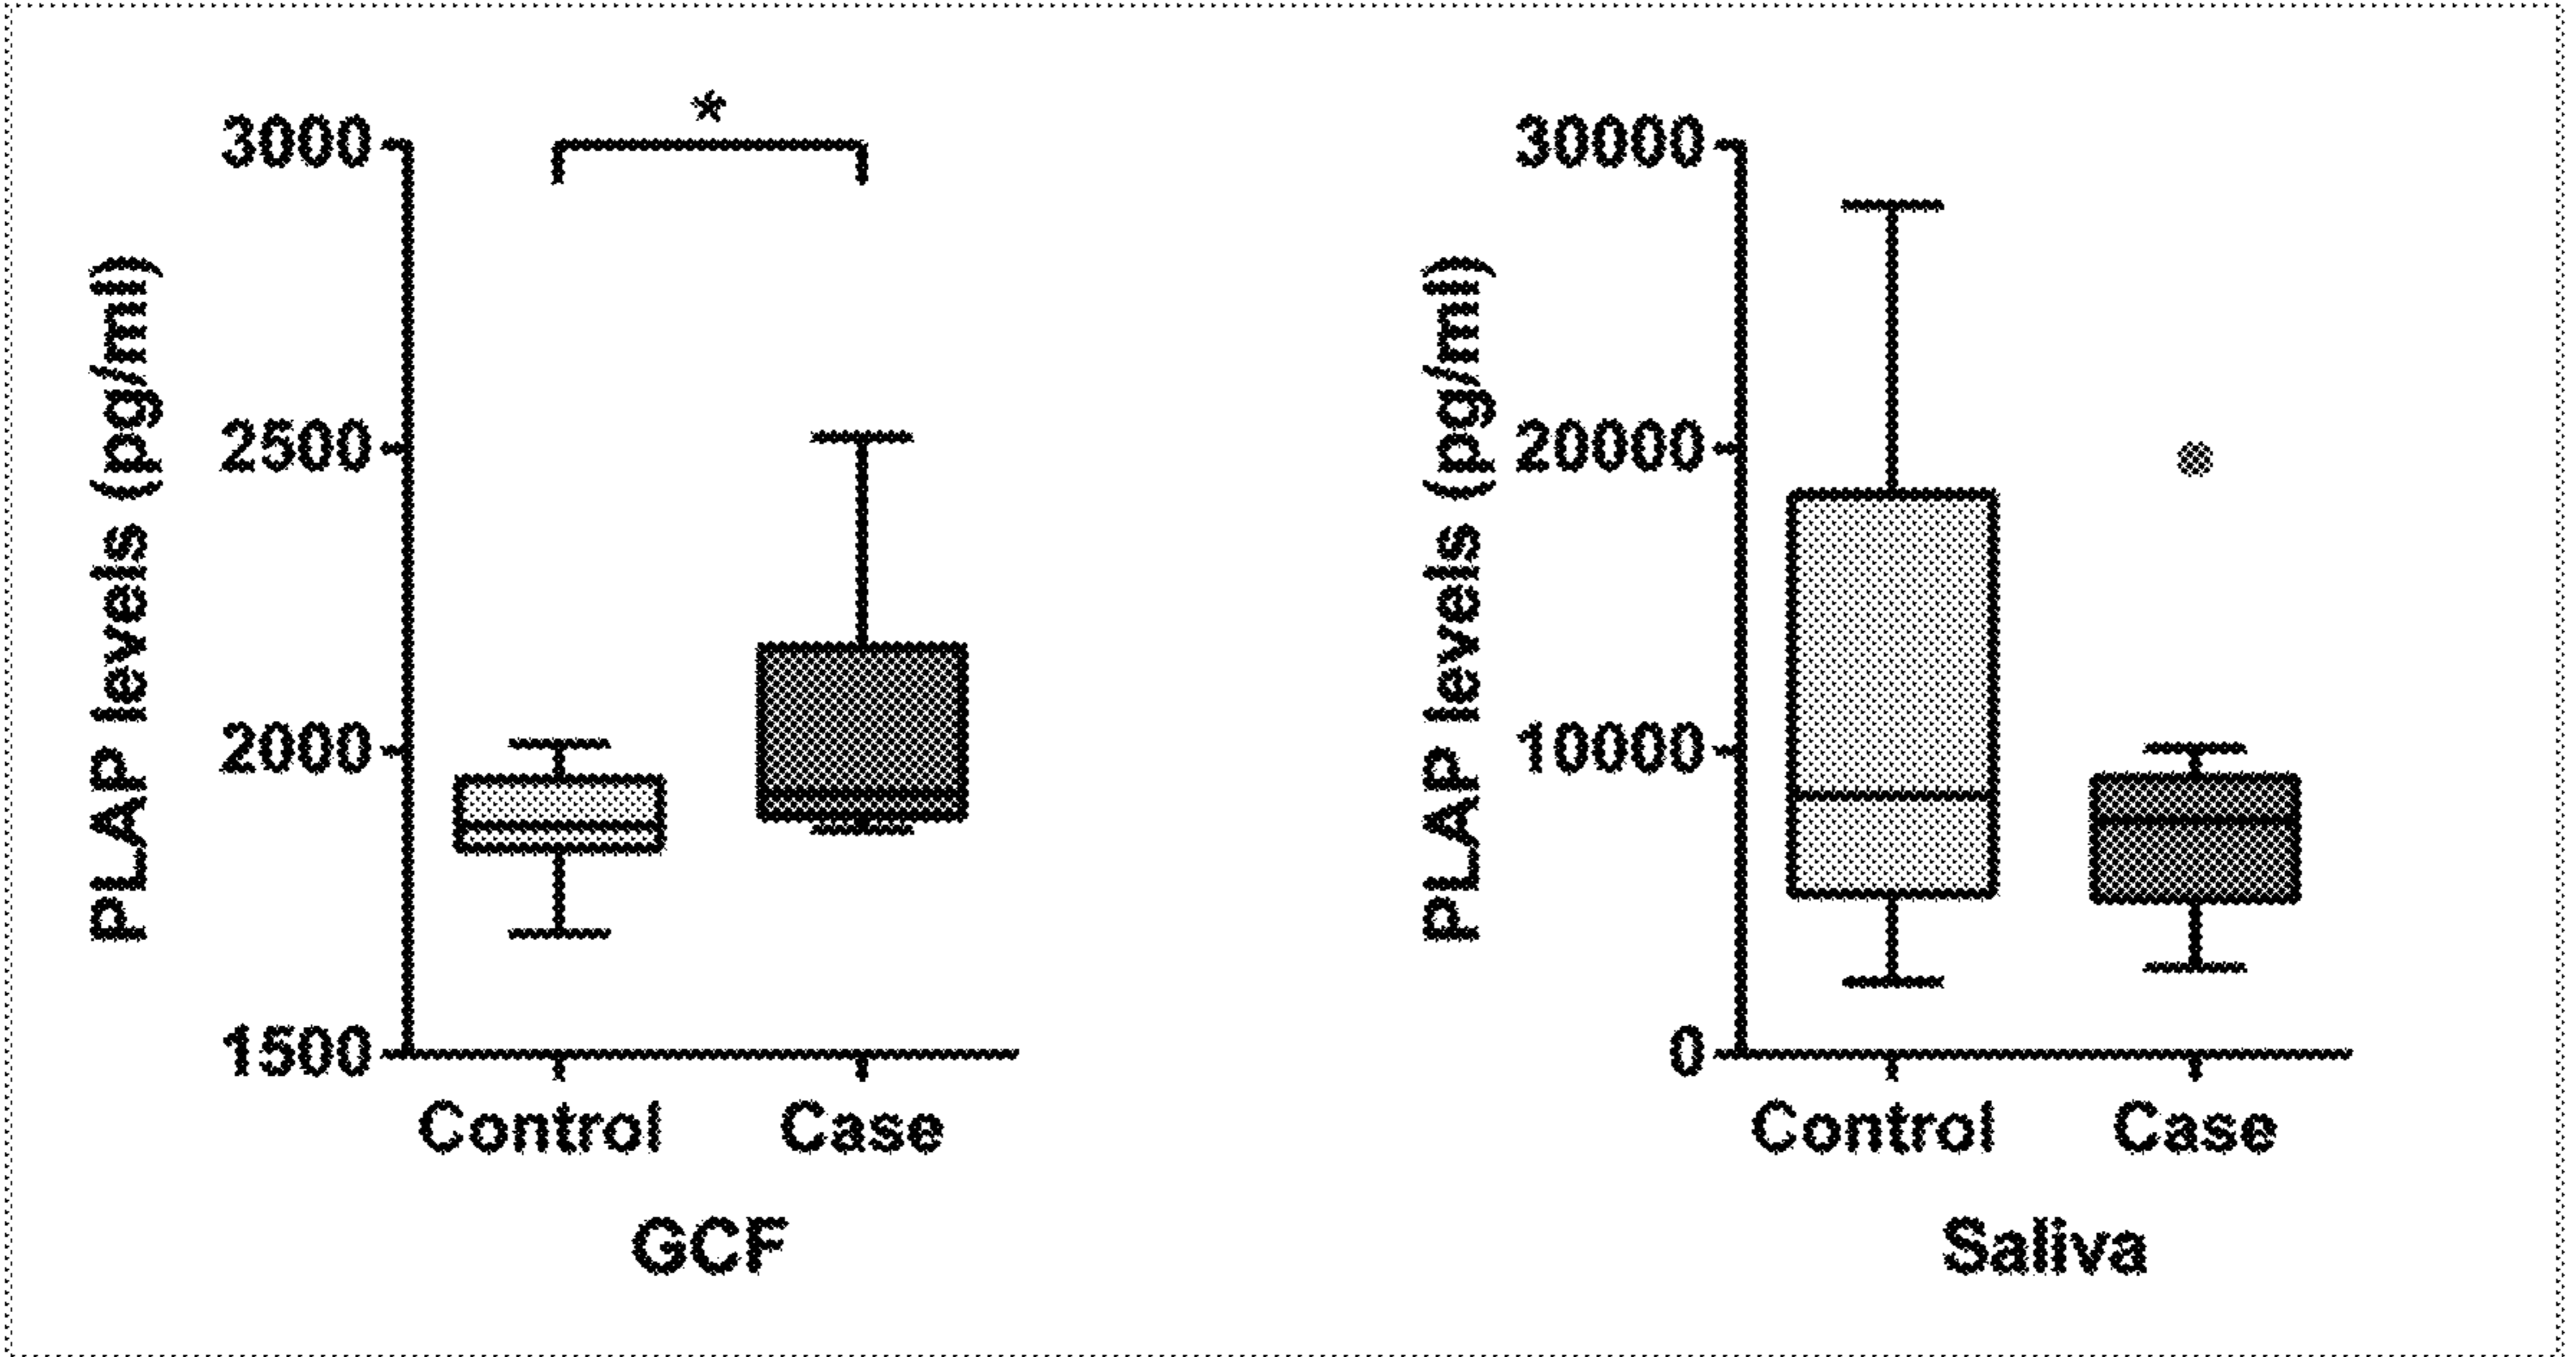 *
3000
2500
2000
1500
PLAP levels (pg/ml)
Control Case
GCF
30000
20000
10000
0
PLAP levels (pg/ml)
Control Case
Saliva